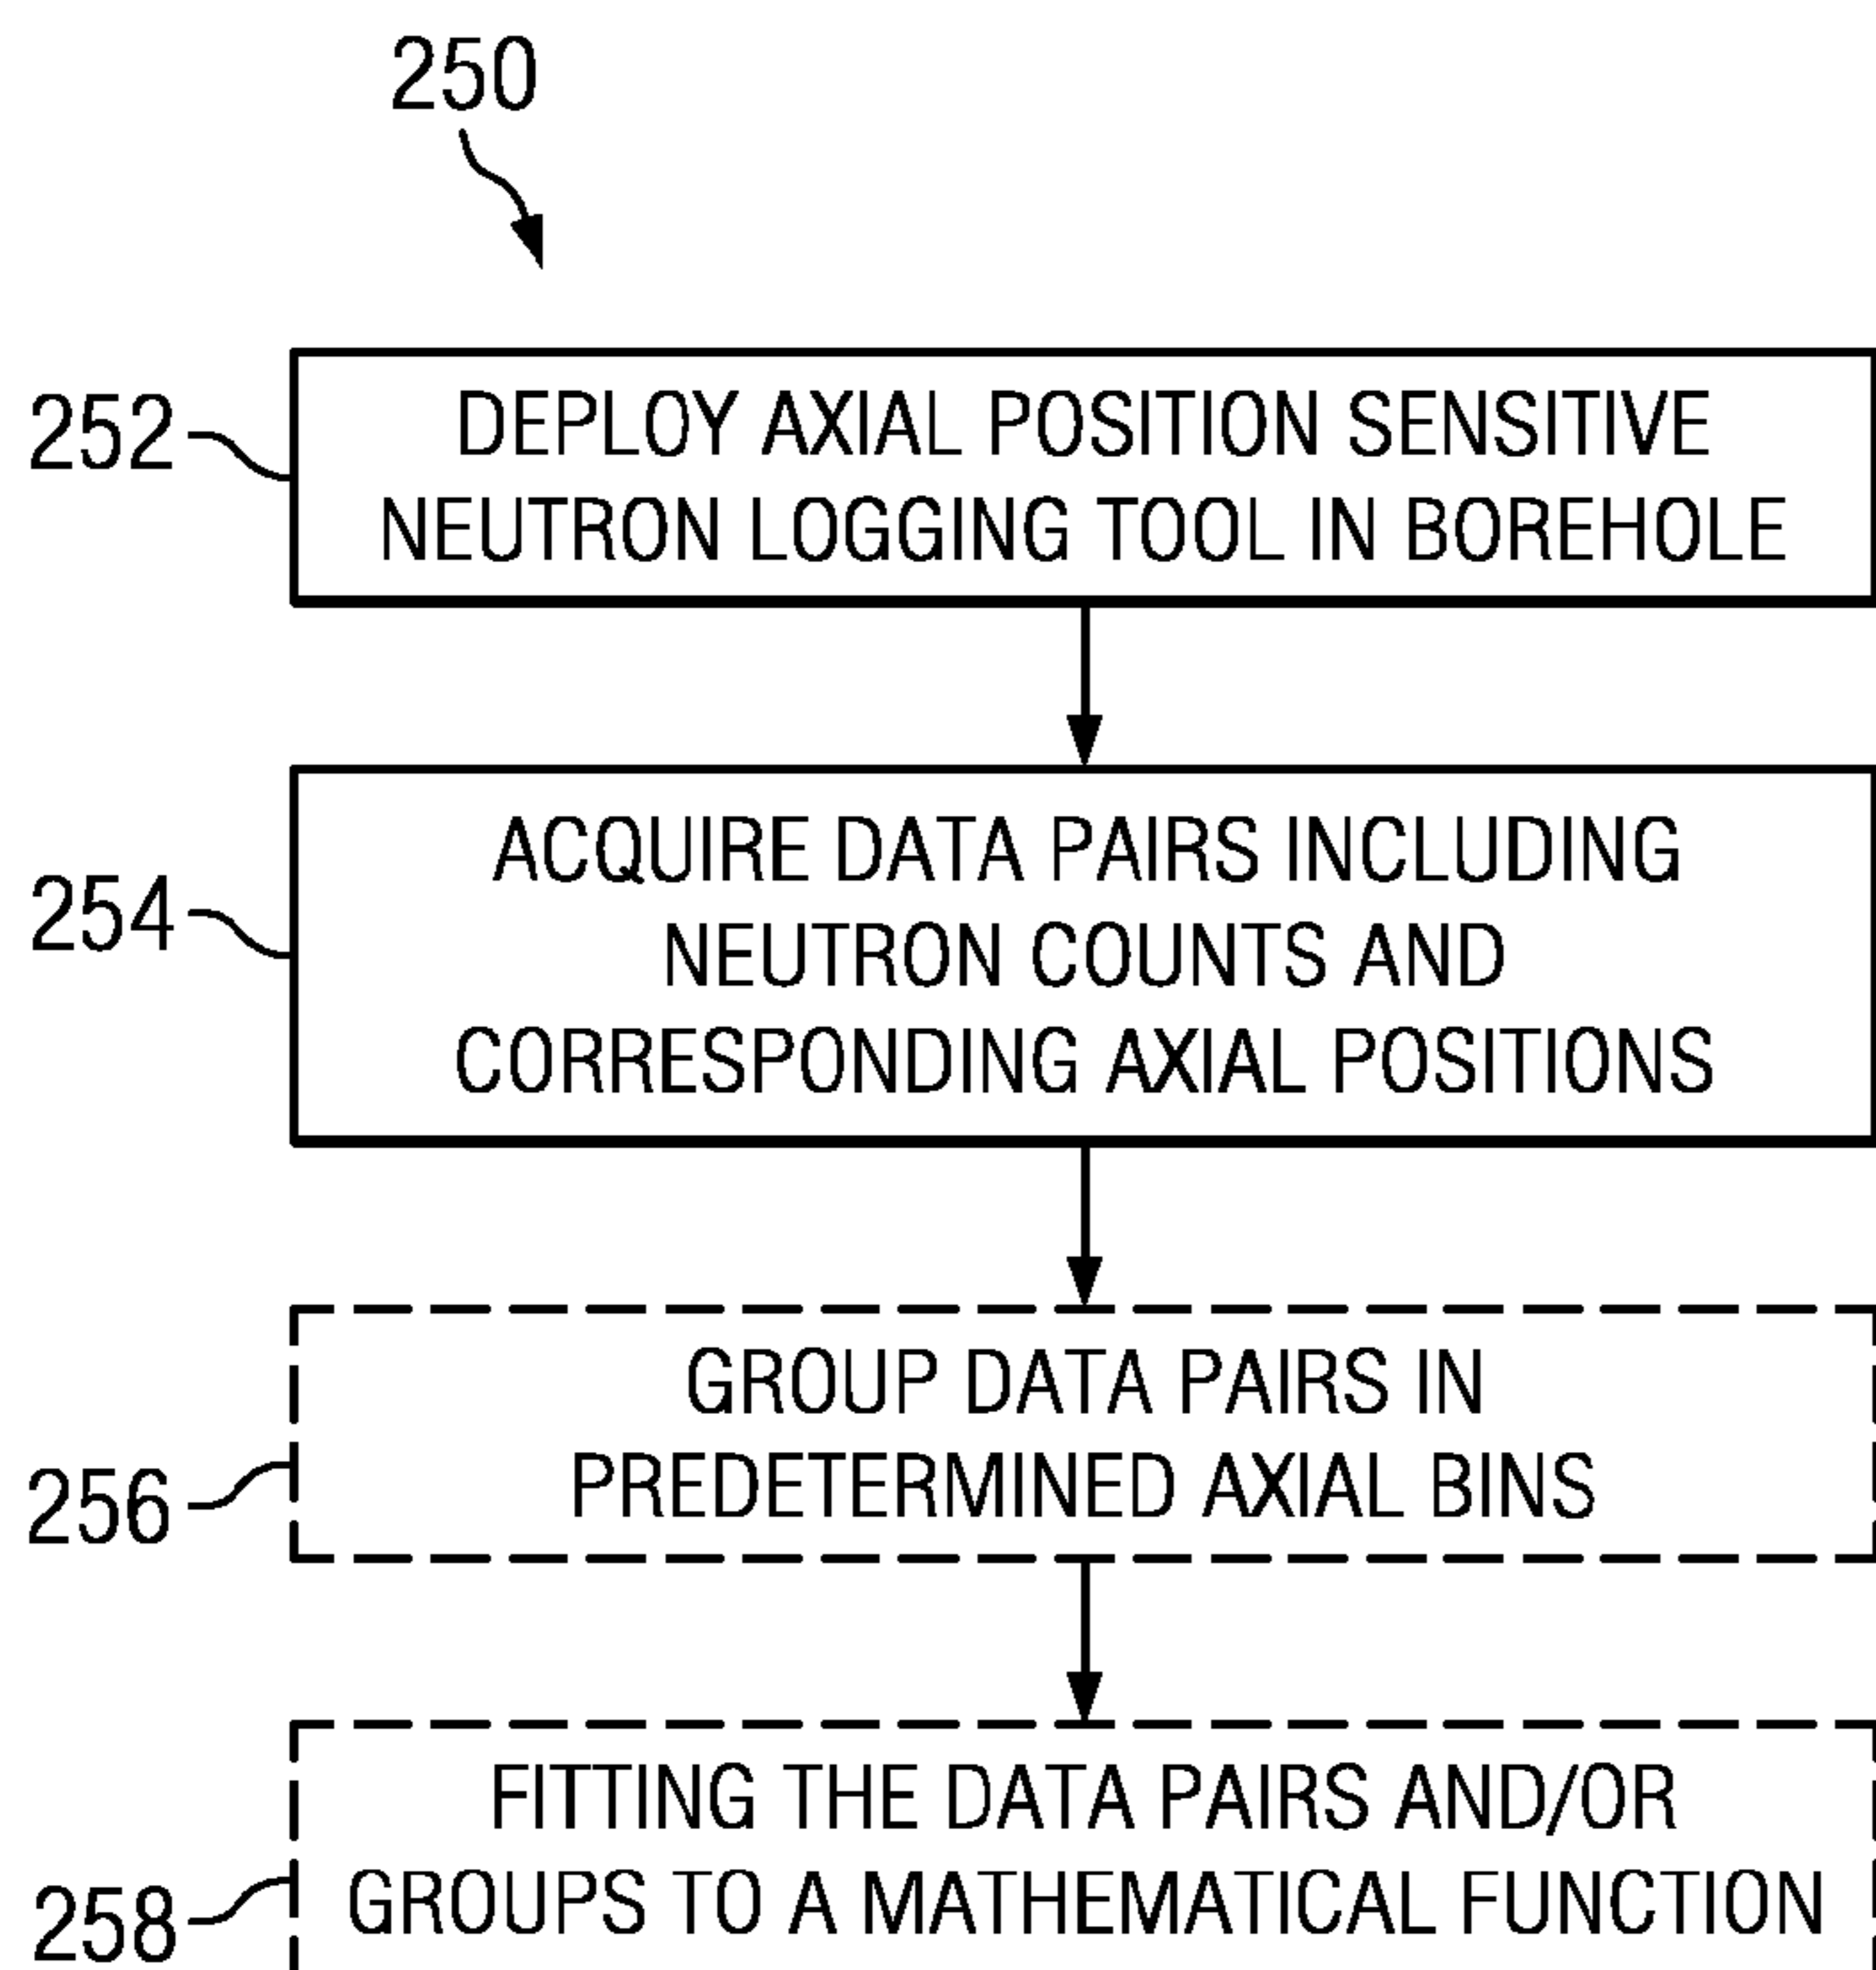 250
252
DEPLOY AXIAL POSITION SENSITIVE
NEUTRON LOGGING TOOL IN BOREHOLE
254
ACQUIRE DATA PAIRS INCLUDING
NEUTRON COUNTS AND
CORRESPONDING AXIAL POSITIONS
256
GROUP DATA PAIRS IN
PREDETERMINED AXIAL BINS
258
FITTING THE DATA PAIRS AND/OR
GROUPS TO A MATHEMATICAL FUNCTION